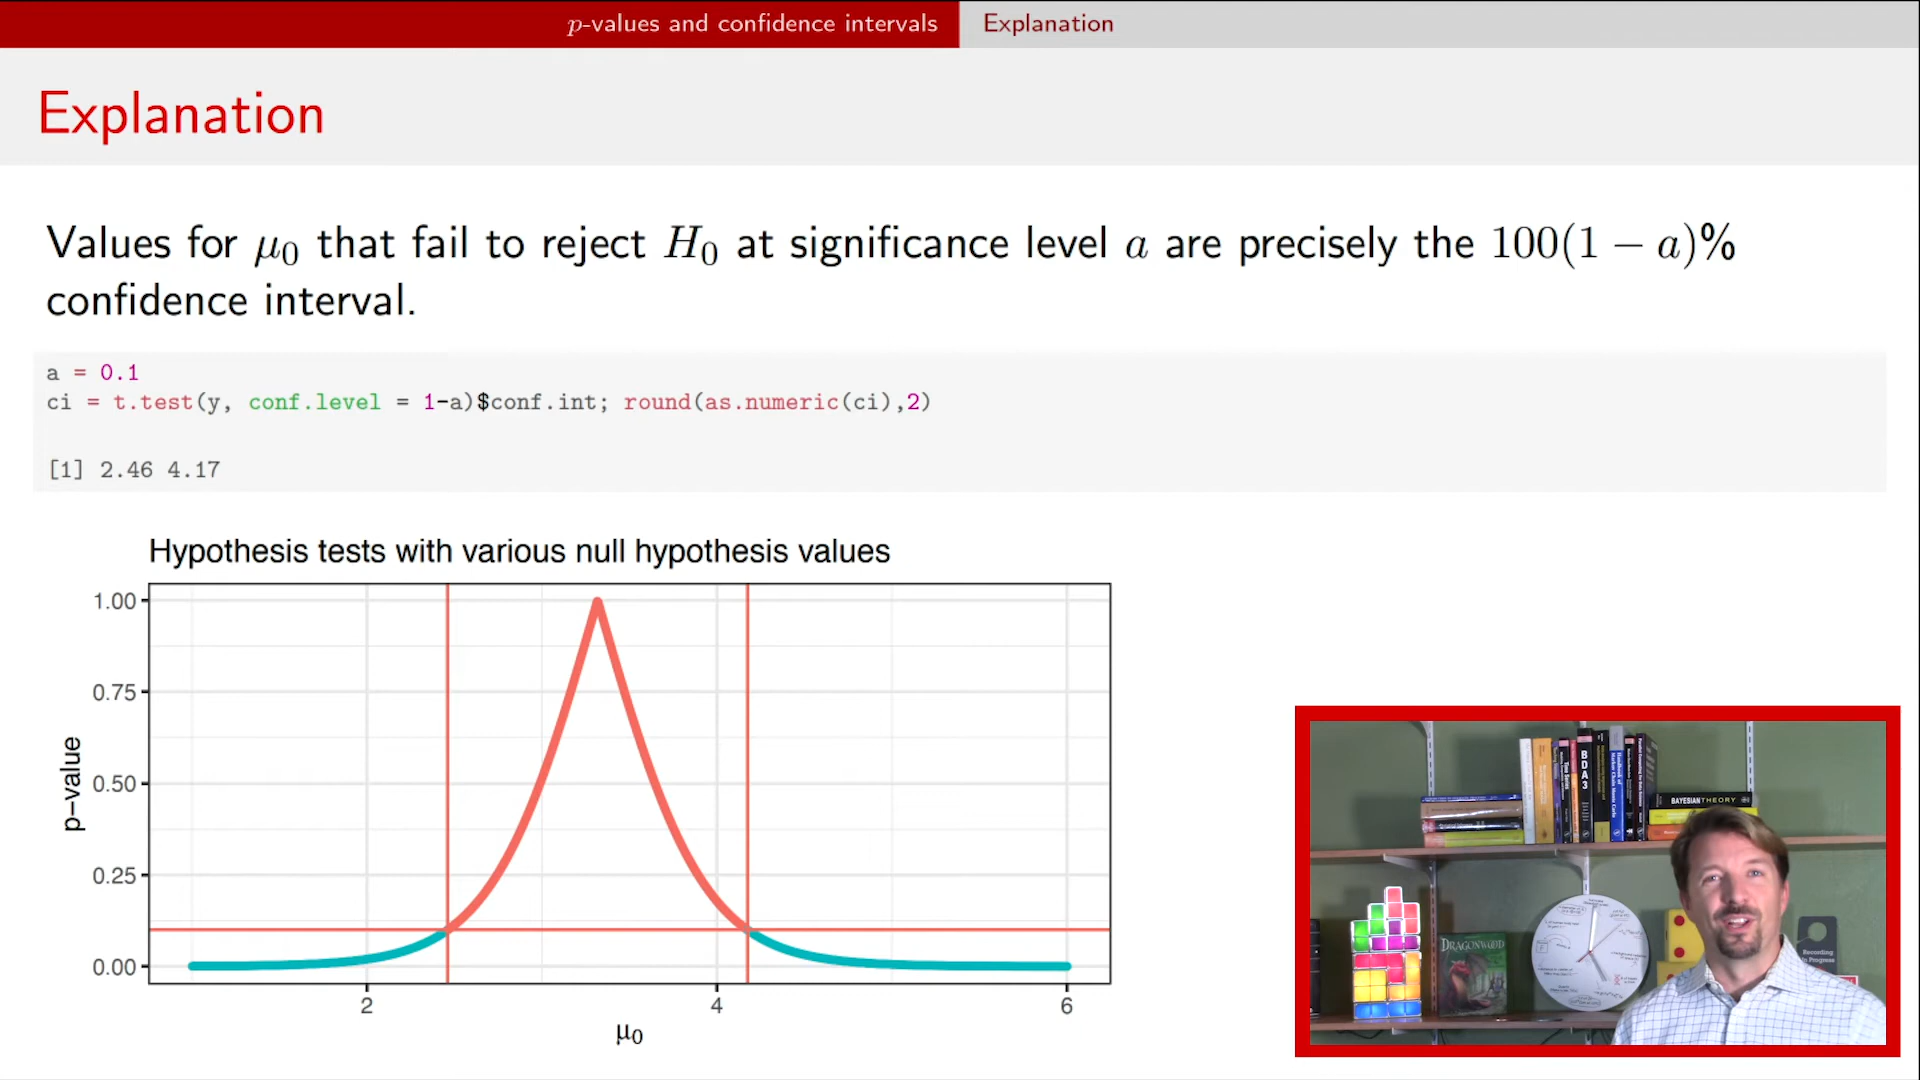 p-values and confidence intervals
Explanation
Explanation
Values for μ₀ that fail to reject H₀ at significance level a are precisely the 100(1 − a)%
confidence interval.
a = 0.1
ci = t.test(y, conf.level = 1-a)$conf.int; round(as.numeric(ci),2)
[1] 2.46 4.17
Hypothesis tests with various null hypothesis values
1.00
0.75
0.50
0.25
0.00
p−value
2
4
6
μ₀
BDA3
BAYESIAN THEORY
DRAGONWOOD
Recording
In Progress